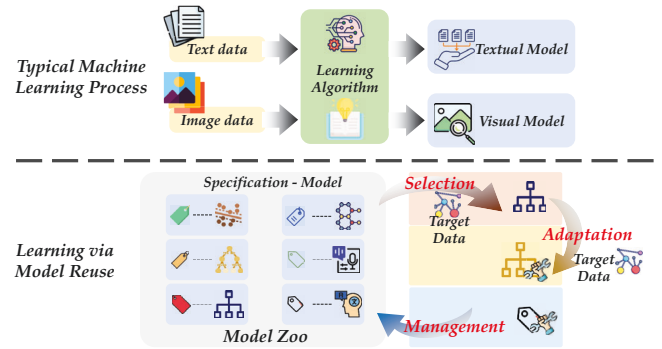 Typical Machine
Learning Process
Text data
Image data
Learning
Algorithm
Textual Model
Visual Model
Learning via
Model Reuse
Specification - Model
Model Zoo
Selection
Target
Data
Adaptation
Target
Data
Management